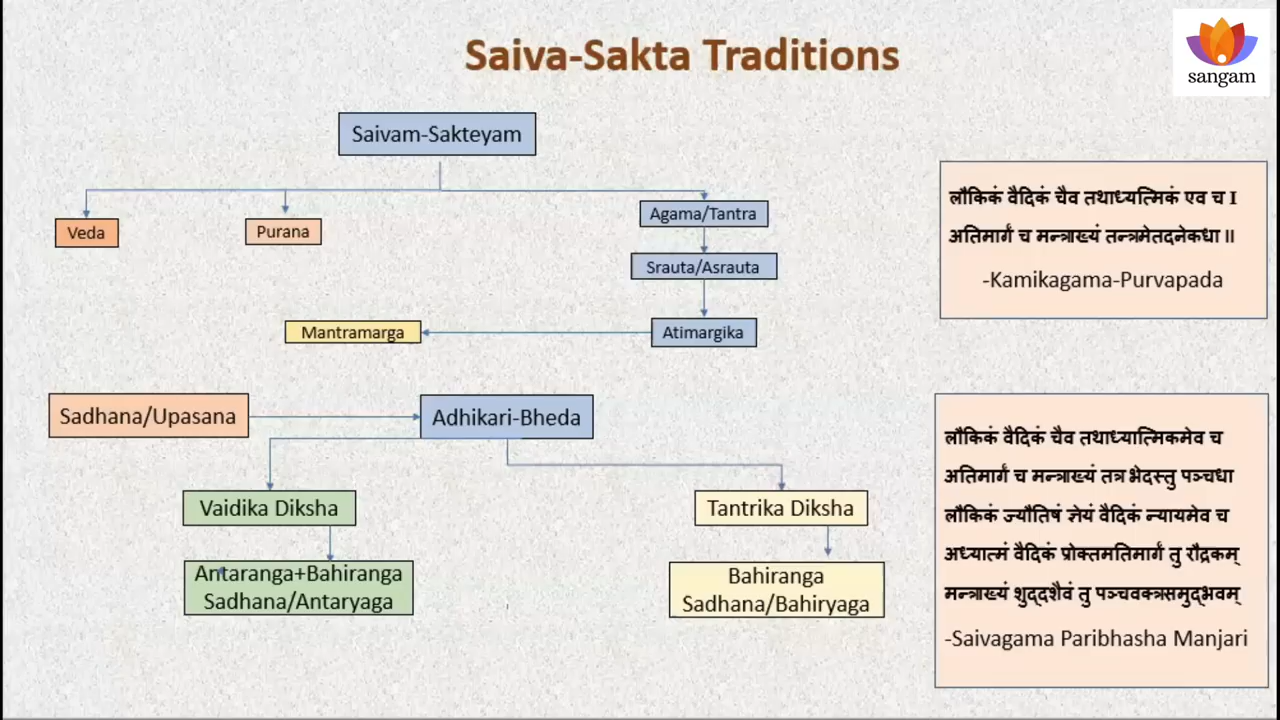 Saiva-Sakta Traditions
sangam
Saivam-Sakteyam
Veda
Purana
Agama/Tantra
Srauta/Asrauta
Mantramarga
Atimargika
लौकिकं वैदिकं चैव तथाध्यत्मिकं एव च I
अतिमार्गं च मन्त्राख्यं तन्त्रमेतदनेकधा ॥
-Kamikagama-Purvapada
Sadhana/Upasana
Adhikari-Bheda
Vaidika Diksha
Tantrika Diksha
Antaranga+Bahiranga
Sadhana/Antaryaga
Bahiranga
Sadhana/Bahiryaga
लौकिकं वैदिकं चैव तथाध्यात्मिकमेव च
अतिमार्गं च मन्त्राख्यं तत्र भेदस्तु पञ्चधा
लौकिकं ज्यौतिषं ज्ञेयं वैदिकं न्यायमेव च
अध्यात्मं वैदिकं प्रोक्तमतिमार्गं तु रौद्रकम्
मन्त्राख्यं शुद्दशैवं तु पञ्चवक्त्रसमुद्भवम्
-Saivagama Paribhasha Manjari